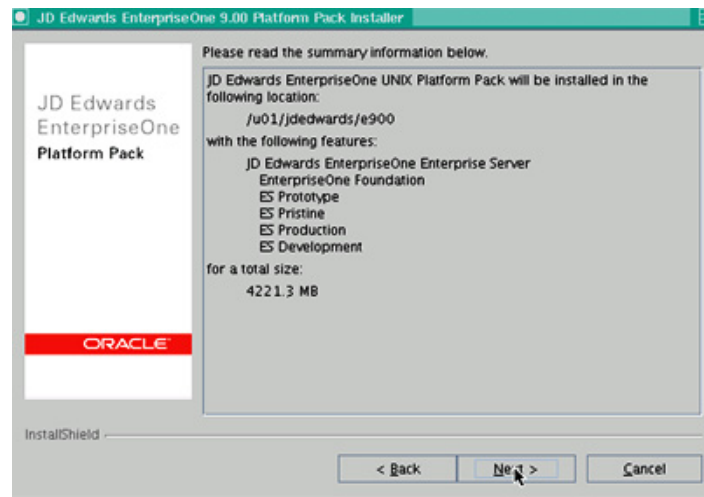 JD Edwards EnterpriseOne 9.00 Platform Pack Installer
Please read the summary information below.
JD Edwards
EnterpriseOne
Platform Pack
ORACLE
JD Edwards EnterpriseOne UNIX Platform Pack will be installed in the
following location:
/u01/jdedwards/e900
with the following features:
JD Edwards EnterpriseOne Enterprise Server
EnterpriseOne Foundation
ES Prototype
ES Pristine
ES Production
ES Development
for a total size:
4221.3 MB
InstallShield
< Back
Next >
Cancel